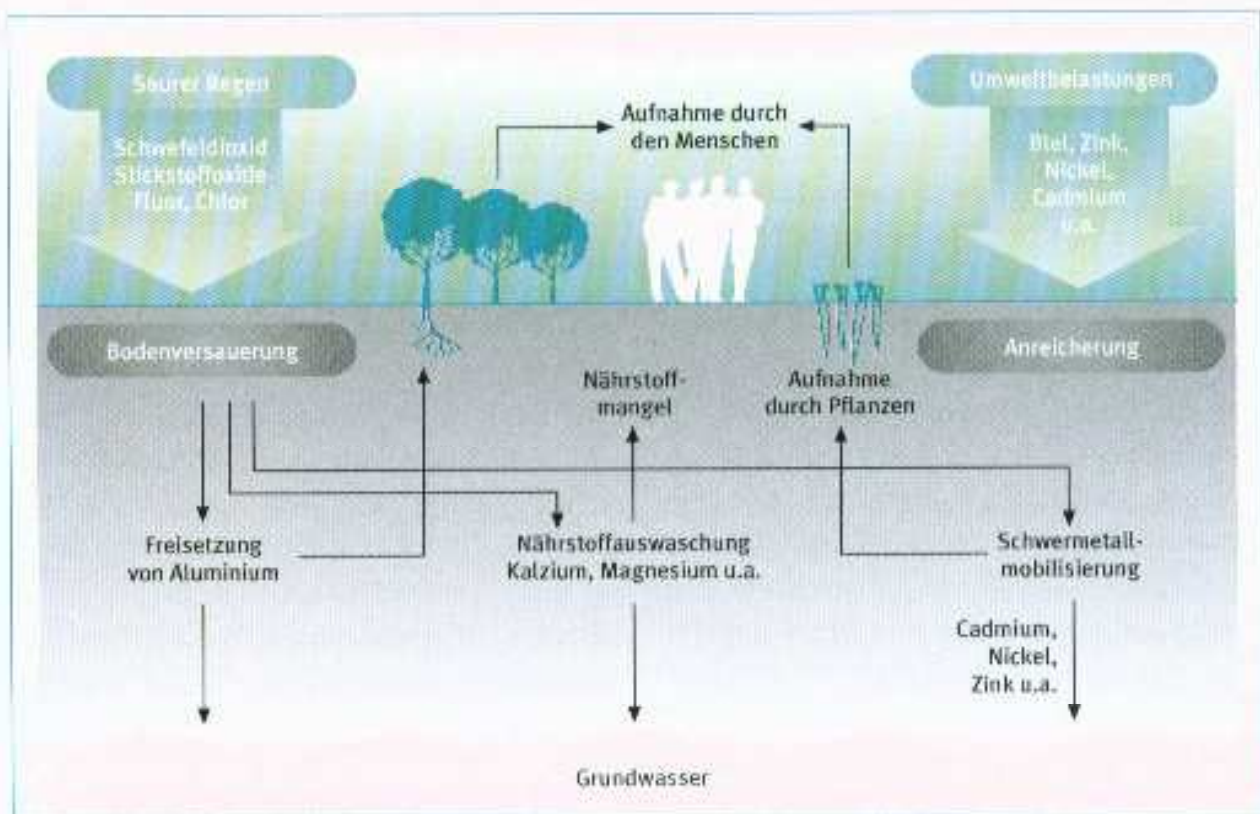 Saurer Regen
Schwefeldioxid
Stickstoffoxide
Fluor, Chlor
Aufnahme durch
den Menschen
Umweltbelastungen
Blei, Zink,
Nickel,
Cadmium
u.a.
Bodenversauerung
Nährstoff-
mangel
Aufnahme
durch Pflanzen
Anreicherung
Freisetzung
von Aluminium
Nährstoffauswaschung
Kalzium, Magnesium u.a.
Schwermetall-
mobilisierung
Cadmium,
Nickel,
Zink u.a.
Grundwasser